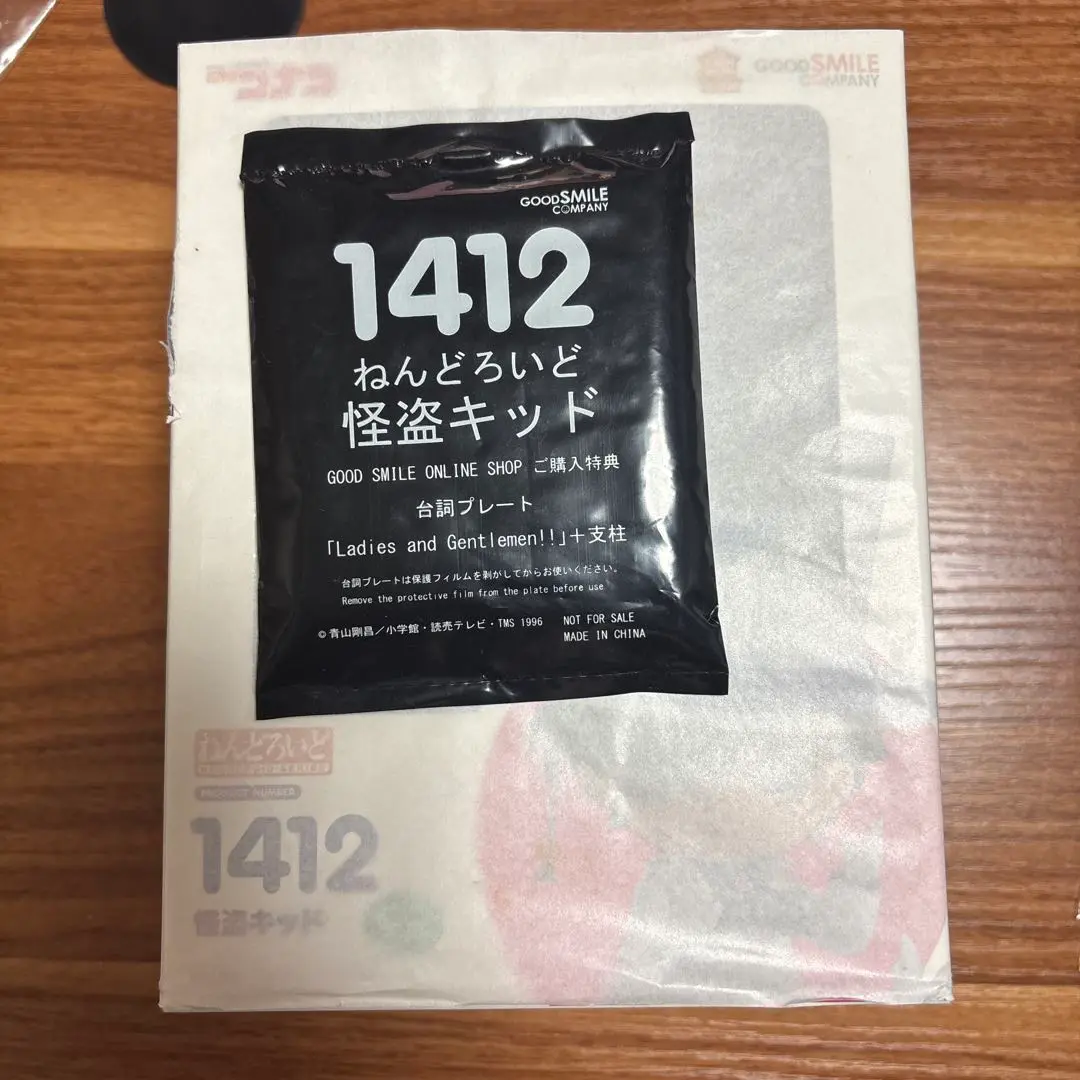 コナン
GOOD SMILE
COMPANY
GOOD SMILE
COMPANY
1412
ねんどろいど
怪盗キッド
GOOD SMILE ONLINE SHOP ご購入特典
台詞プレート
「Ladies and Gentlemen!!」＋支柱
台詞プレートは保護フィルムを剥がしてからお使いください。
Remove the protective film from the plate before use
©青山剛昌／小学館・読売テレビ・TMS 1996
NOT FOR SALE
MADE IN CHINA
ねんどろいど
NENDOROID SERIES
PRODUCT NUMBER
1412
怪盗キッド